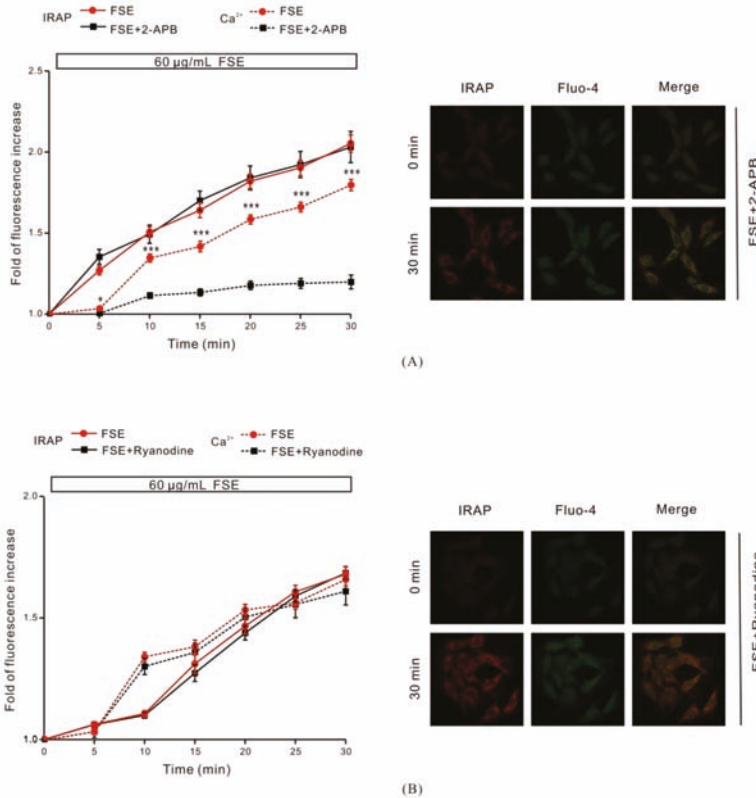 IRAP FSE Ca²⁺ FSE
FSE+2-APB FSE+2-APB
60 μg/mL FSE
Fold of fluorescence increase
2.5
2.0
1.5
1.0
*** *** *** *** ***
*
0 5 10 15 20 25 30
Time (min)
IRAP Fluo-4 Merge
0 min
30 min
FSE+2-APB
(A)
IRAP FSE Ca²⁺ FSE
FSE+Ryanodine FSE+Ryanodine
60 μg/mL FSE
Fold of fluorescence increase
2.0
1.5
1.0
0 5 10 15 20 25 30
Time (min)
IRAP Fluo-4 Merge
0 min
30 min
FSE+Ryanodine
(B)